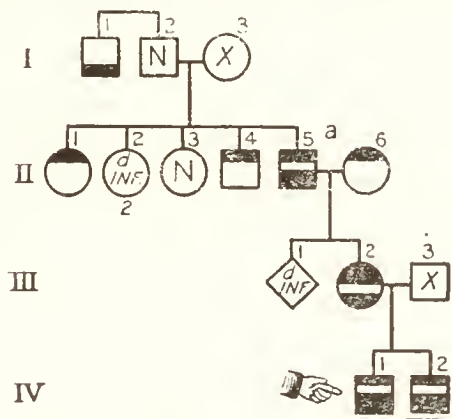 1 2 3
I N X
1 2 3 4 5 a 6
II d INF. N
2
1 2 3
III d INF X
1 2
IV